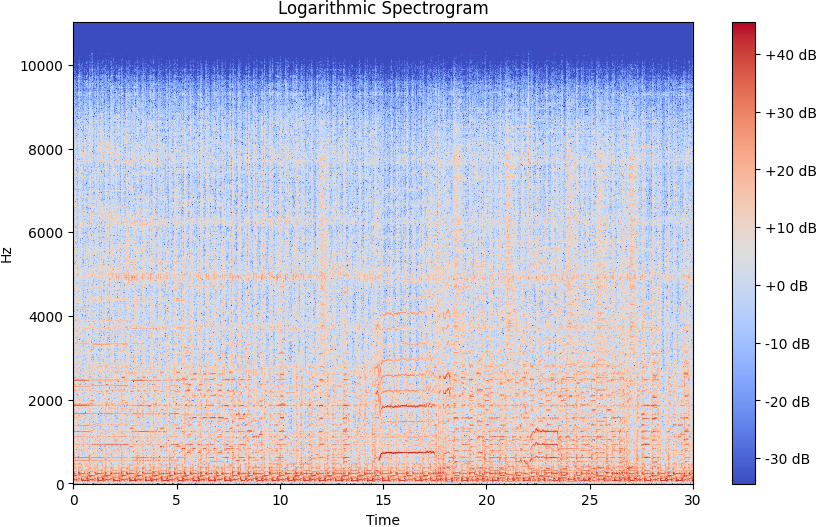 Logarithmic Spectrogram
Hz
10000
8000
6000
4000
2000
0
0 5 10 15 20 25 30
Time
+40 dB
+30 dB
+20 dB
+10 dB
+0 dB
-10 dB
-20 dB
-30 dB